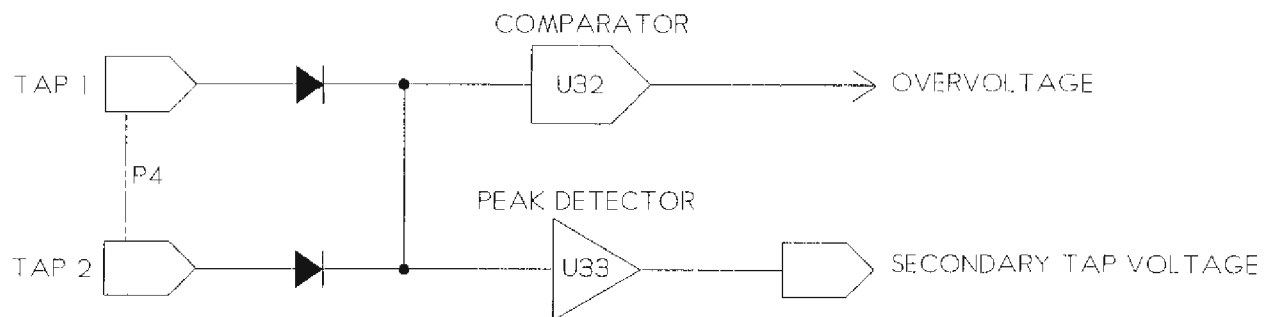 COMPARATOR
TAP 1
U32
OVERVOLTAGE
P4
PEAK DETECTOR
TAP 2
U33
SECONDARY TAP VOLTAGE